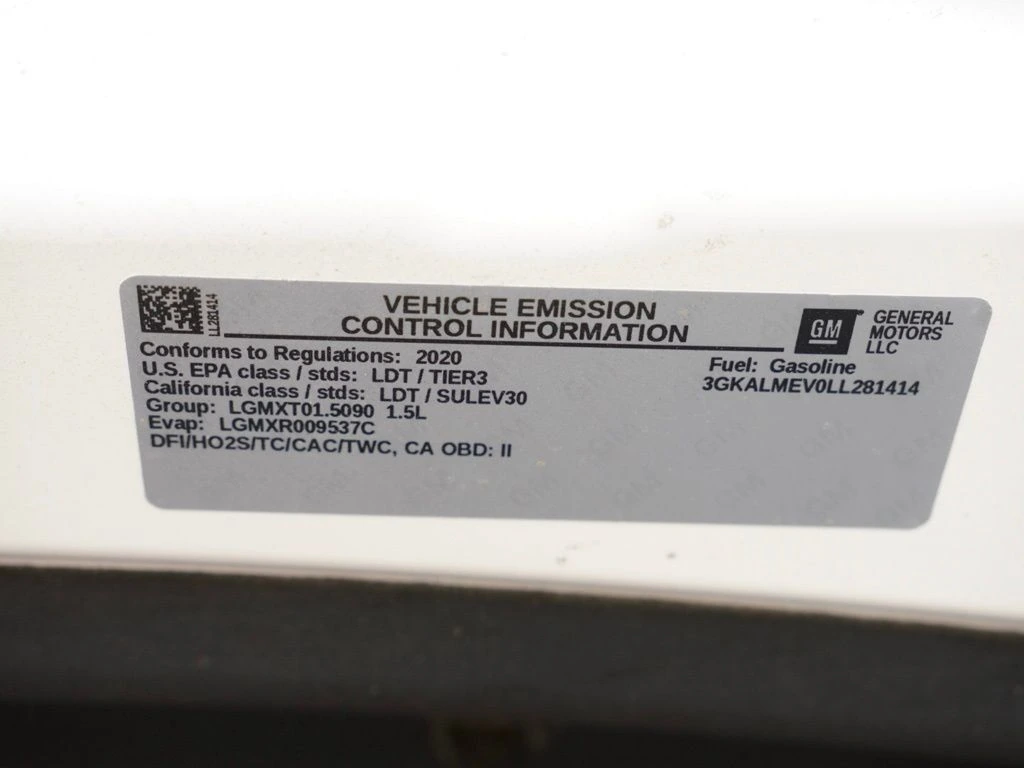 LL281414
VEHICLE EMISSION
CONTROL INFORMATION
GM
GENERAL
MOTORS
LLC
Conforms to Regulations: 2020
U.S. EPA class / stds: LDT / TIER3
California class / stds: LDT / SULEV30
Group: LGMXT01.5090 1.5L
Evap: LGMXR009537C
DFI/HO2S/TC/CAC/TWC, CA OBD: II
Fuel: Gasoline
3GKALMEV0LL281414